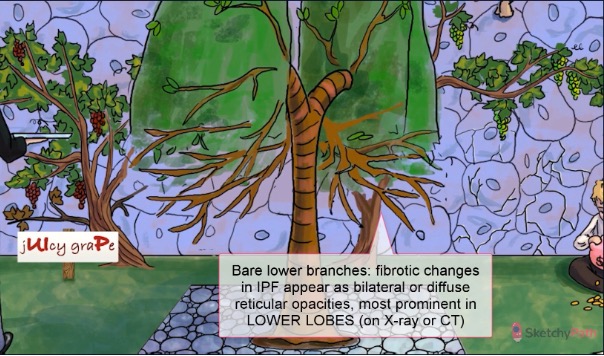 jUIcy graPe
Bare lower branches: fibrotic changes
in IPF appear as bilateral or diffuse
reticular opacities, most prominent in
LOWER LOBES (on X-ray or CT)